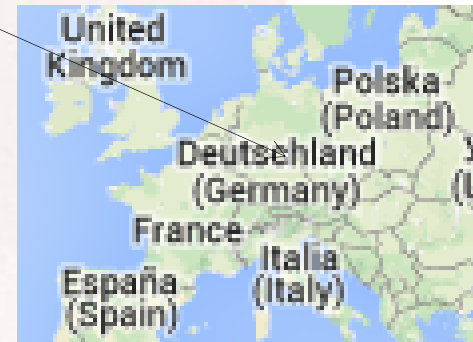 United
Kingdom
Polska
(Poland)
Deutschland
(Germany)
France
Italia
(Italy)
España
(Spain)